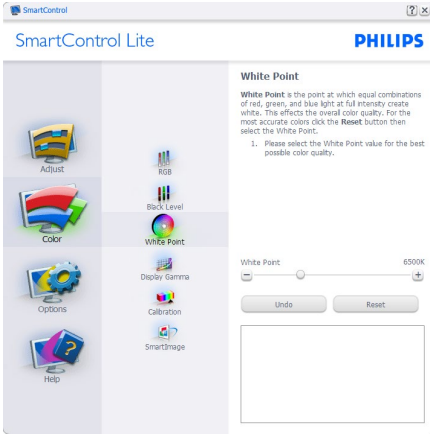 SmartControl
SmartControl Lite
PHILIPS
Adjust
Color
Options
Help
RGB
Black Level
White Point
Display Gamma
Calibration
SmartImage
White Point
White Point is the point at which equal combinations
of red, green, and blue light at full intensity create
white. This effects the overall color quality. For the
most accurate colors click the Reset button then
select the White Point.
1. Please select the White Point value for the best
possible color quality.
White Point 6500K
Undo Reset